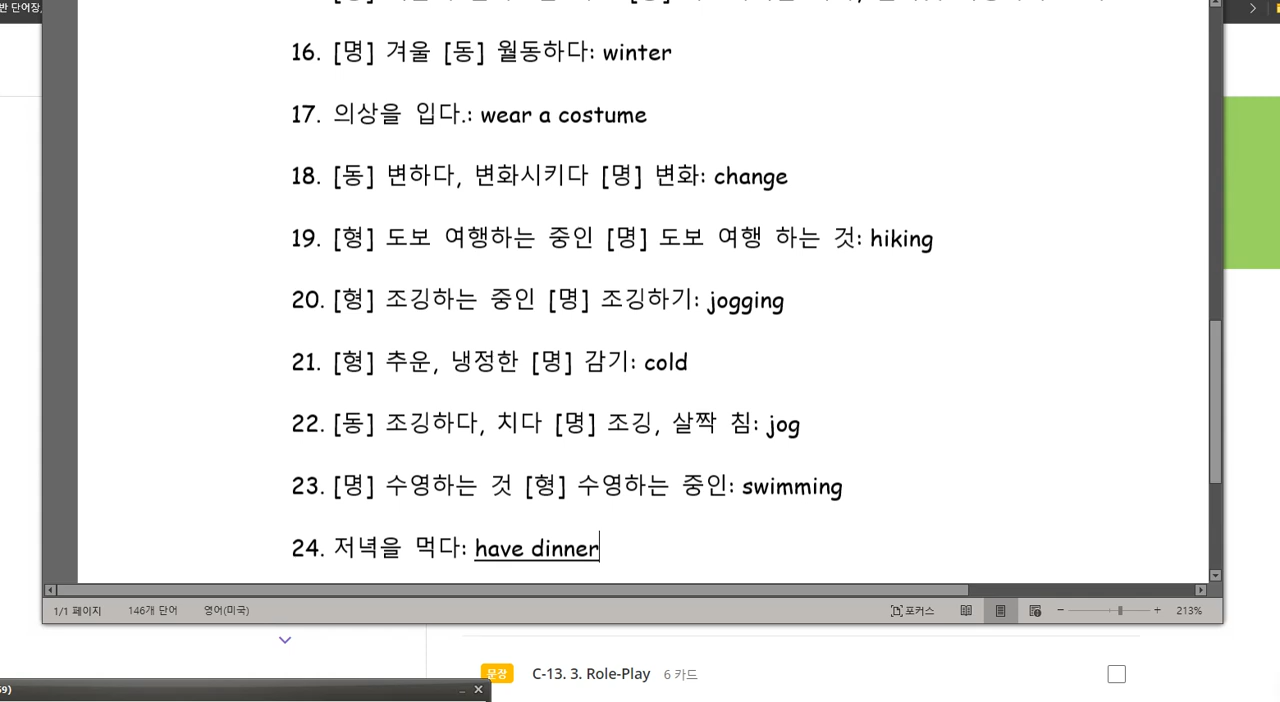 반 단어장
16. [명] 겨울 [동] 월동하다: winter
17. 의상을 입다.: wear a costume
18. [동] 변하다, 변화시키다 [명] 변화: change
19. [형] 도보 여행하는 중인 [명] 도보 여행 하는 것: hiking
20. [형] 조깅하는 중인 [명] 조깅하기: jogging
21. [형] 추운, 냉정한 [명] 감기: cold
22. [동] 조깅하다, 치다 [명] 조깅, 살짝 침: jog
23. [명] 수영하는 것 [형] 수영하는 중인: swimming
24. 저녁을 먹다: have dinner
1/1 페이지 146개 단어 영어(미국) 포커스 213%
문장 C-13. 3. Role-Play 6 카드